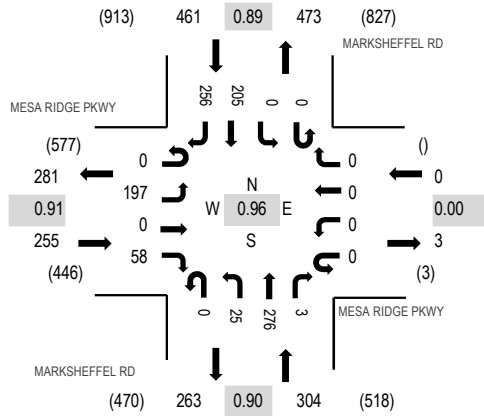 (913) 461 0.89 473 (827)
MARKSHEFFEL RD
256 205 0 0
MESA RIDGE PKWY
(577) ()
0 0
281 0
197 N 0
0.91 W 0.96 E 0.00
0 0
255 S 3
58 0
(446) (3)
0 25 276 3
MESA RIDGE PKWY
MARKSHEFFEL RD
(470) 263 0.90 304 (518)